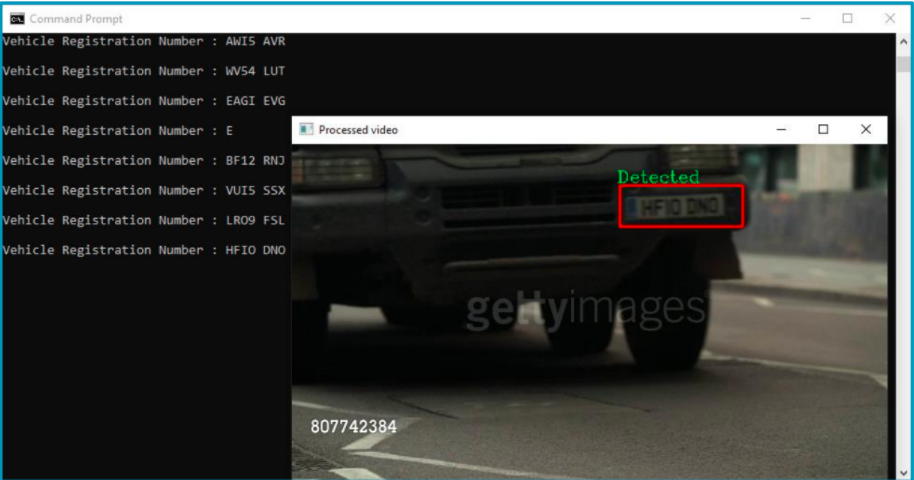 Command Prompt
Vehicle Registration Number : AWI5 AVR
Vehicle Registration Number : WV54 LUT
Vehicle Registration Number : EAGI EVG
Vehicle Registration Number : E
Vehicle Registration Number : BF12 RNJ
Vehicle Registration Number : VUI5 SSX
Vehicle Registration Number : LRO9 FSL
Vehicle Registration Number : HFIO DNO
Processed video
Detected
HF10 DNO
gettyimages
807742384